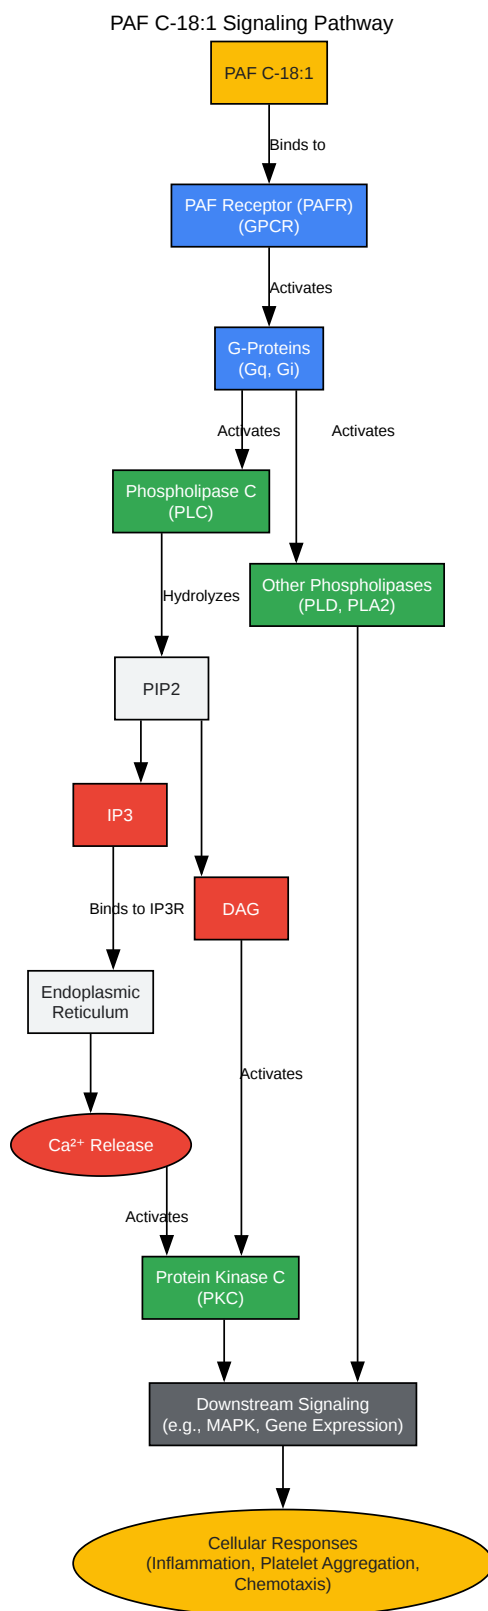 PAF C-18:1 Signaling Pathway
PAF C-18:1
Binds to
PAF Receptor (PAFR)
(GPCR)
Activates
G-Proteins
(Gq, Gi)
Activates
Activates
Phospholipase C
(PLC)
Other Phospholipases
(PLD, PLA2)
Hydrolyzes
PIP2
IP3
Binds to IP3R
DAG
Endoplasmic
Reticulum
Activates
Ca²⁺ Release
Activates
Protein Kinase C
(PKC)
Downstream Signaling
(e.g., MAPK, Gene Expression)
Cellular Responses
(Inflammation, Platelet Aggregation,
Chemotaxis)